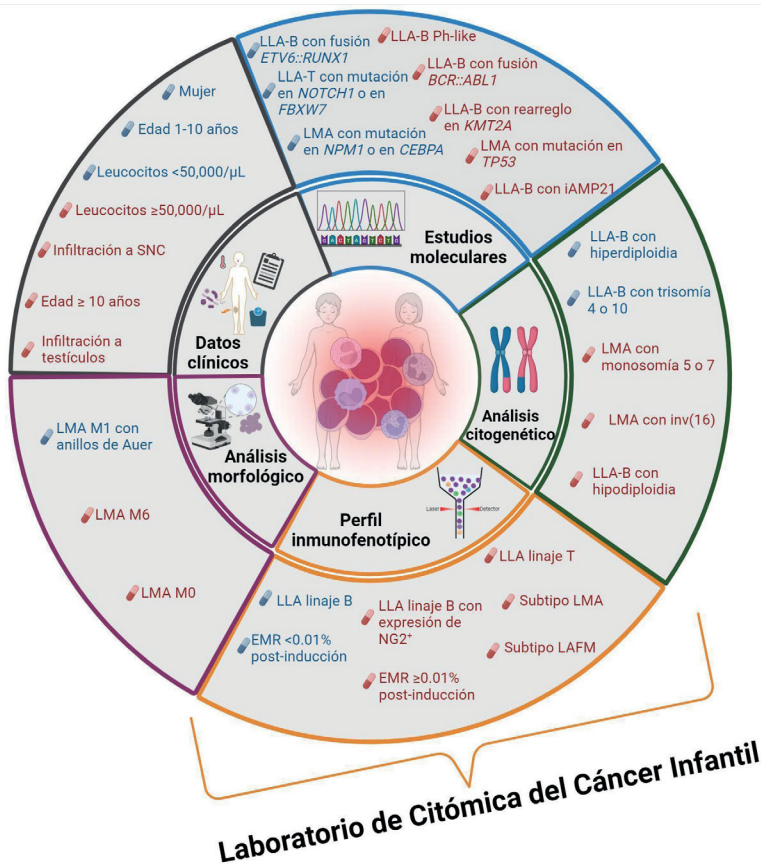 LLA-B con fusión
ETV6::RUNX1
LLA-T con mutación
en NOTCH1 o en
FBXW7
LMA con mutación
en NPM1 o en CEBPA
LLA-B Ph-like
LLA-B con fusión
BCR::ABL1
LLA-B con rearreglo
en KMT2A
LMA con mutación en
TP53
LLA-B con iAMP21
Estudios
moleculares
Mujer
Edad 1-10 años
Leucocitos <50,000/µL
Leucocitos ≥50,000/µL
Infiltración a SNC
Edad ≥ 10 años
Infiltración a
testículos
Datos
clínicos
LLA-B con
hiperdiploidia
LLA-B con trisomía
4 o 10
LMA con
monosomía 5 o 7
LMA con inv(16)
LLA-B con
hipodiploidia
Análisis
citogenético
LMA M1 con
anillos de Auer
LMA M6
LMA M0
Análisis
morfológico
Laser
Detector
Perfil
inmunofenotípico
LLA linaje B
EMR <0.01%
post-inducción
LLA linaje B con
expresión de
NG2⁺
EMR ≥0.01%
post-inducción
LLA linaje T
Subtipo LMA
Subtipo LAFM
Laboratorio de Citómica del Cáncer Infantil